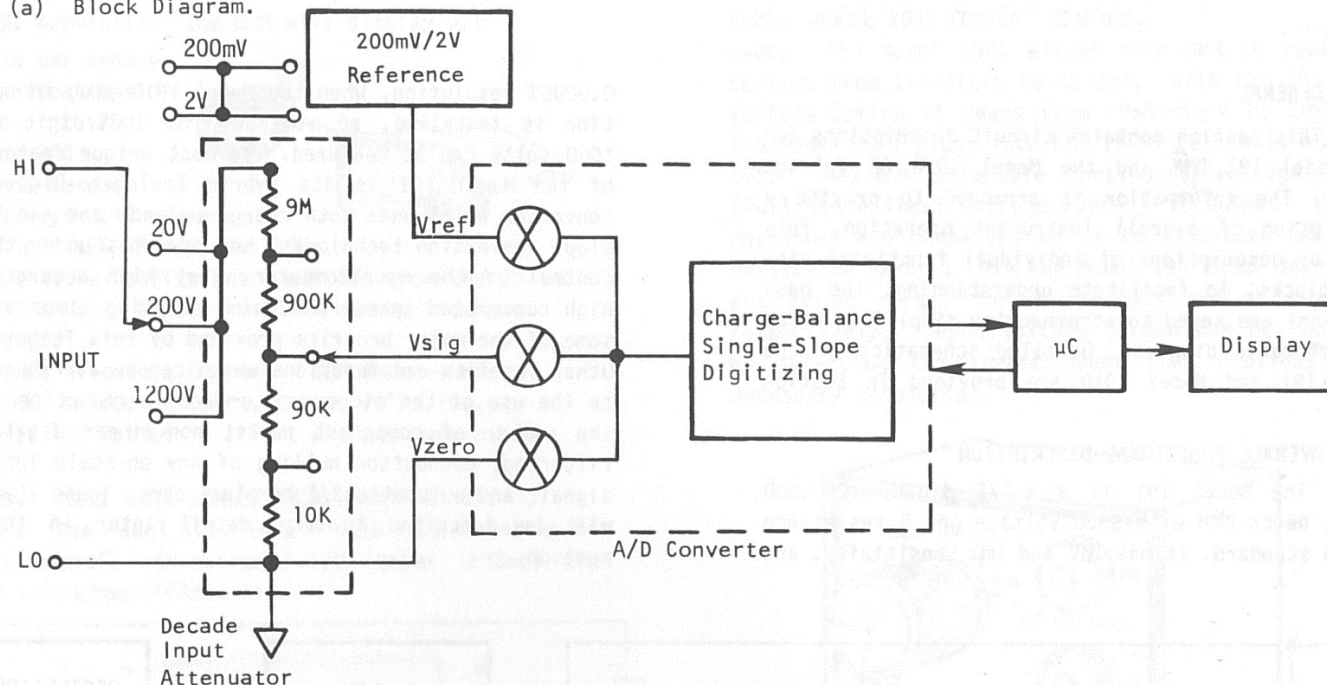 (a) Block Diagram.
200mV
2V
200mV/2V
Reference
HI
20V
200V
INPUT
1200V
9M
900K
90K
10K
LO
Decade
Input
Attenuator
Vref
Vsig
Vzero
Charge-Balance
Single-Slope
Digitizing
A/D Converter
µC
Display